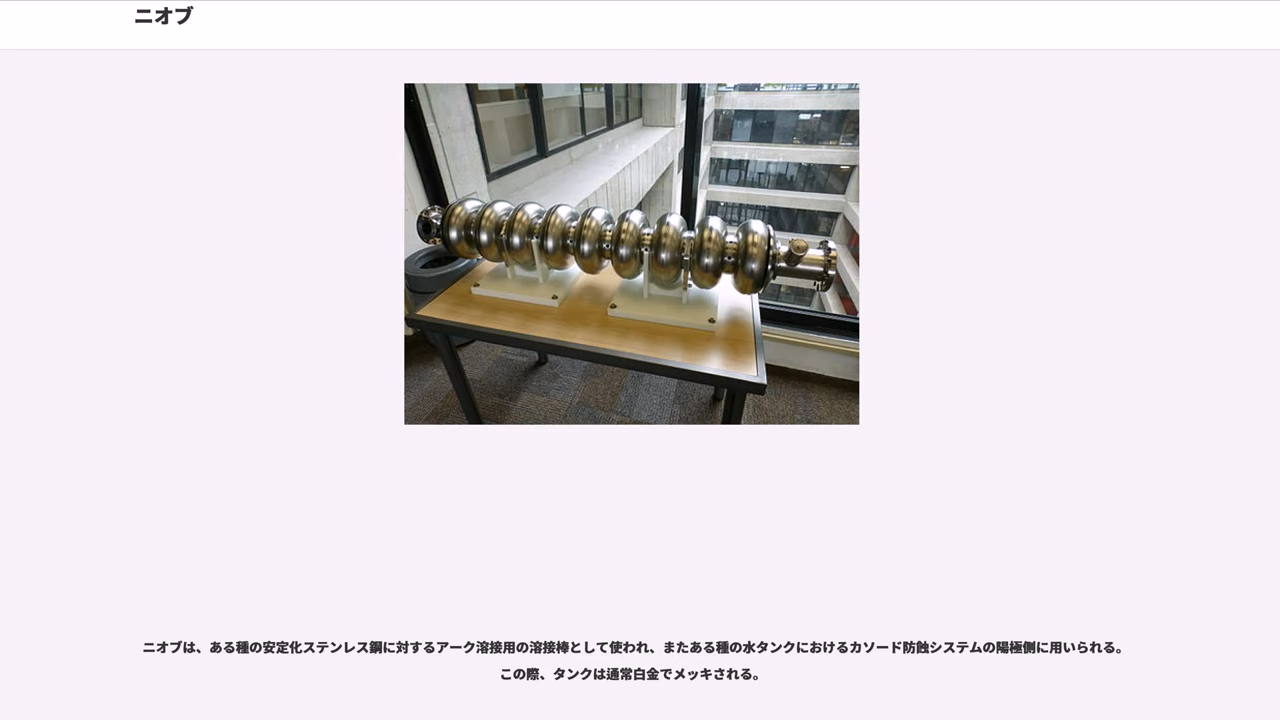 ニオブ
ニオブは、ある種の安定化ステンレス鋼に対するアーク溶接用の溶接棒として使われ、またある種の水タンクにおけるカソード防蝕システムの陽極側に用いられる。
この際、タンクは通常白金でメッキされる。